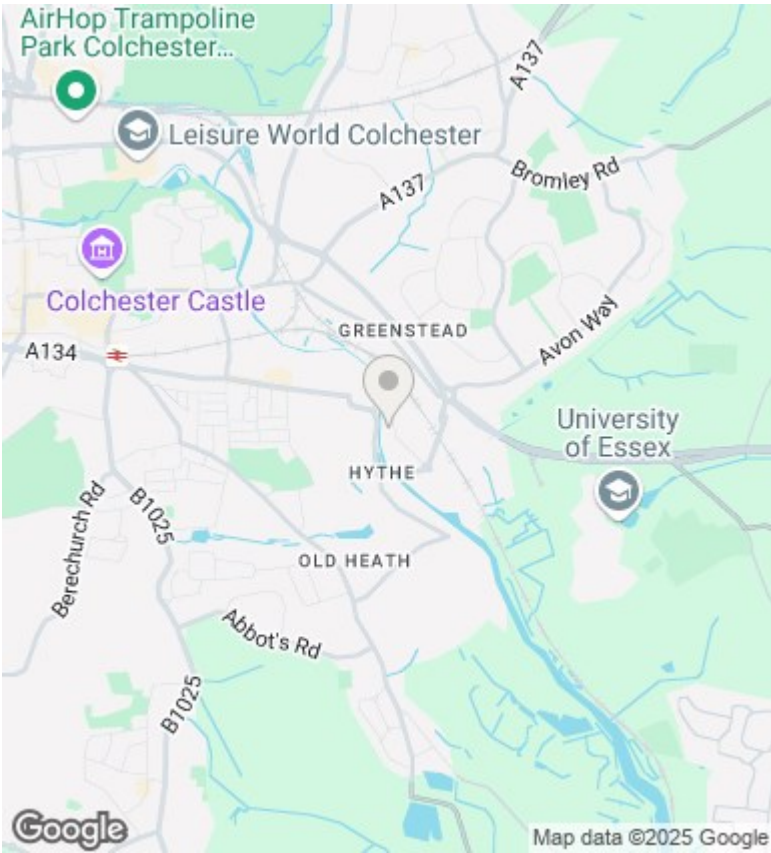 AirHop Trampoline
Park Colchester...
Leisure World Colchester
A137
Bromley Rd
A137
Colchester Castle
GREENSTEAD
Avon Way
A134
University
of Essex
HYTHE
Berechurch Rd
B1025
OLD HEATH
Abbot's Rd
B1025
Google
Map data ©2025 Google